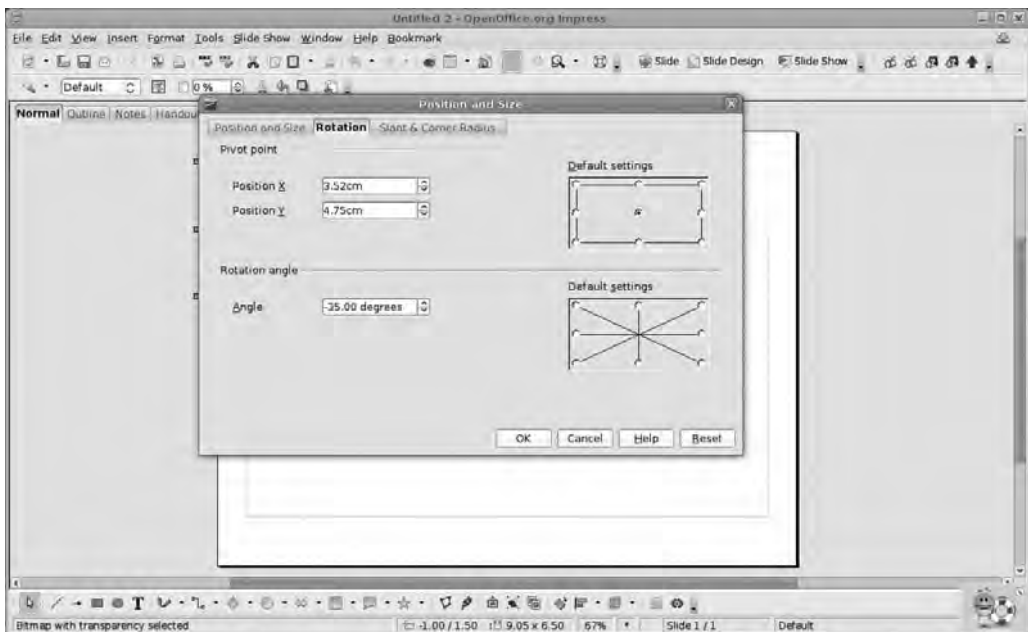 Untitled 2 - OpenOffice.org Impress
File Edit View Insert Format Tools Slide Show Window Help Bookmark
Slide Slide Design Slide Show
Default 0%
Position and Size
Normal Outline Notes Handou
Position and Size Rotation Slant & Corner Radius
Pivot point
Default settings
Position X 3.52cm
Position Y 4.75cm
Rotation angle
Default settings
Angle -35.00 degrees
OK Cancel Help Reset
Bitmap with transparency selected -1.00 / 1.50 9.05 x 6.50 67% * Slide 1 / 1 Default